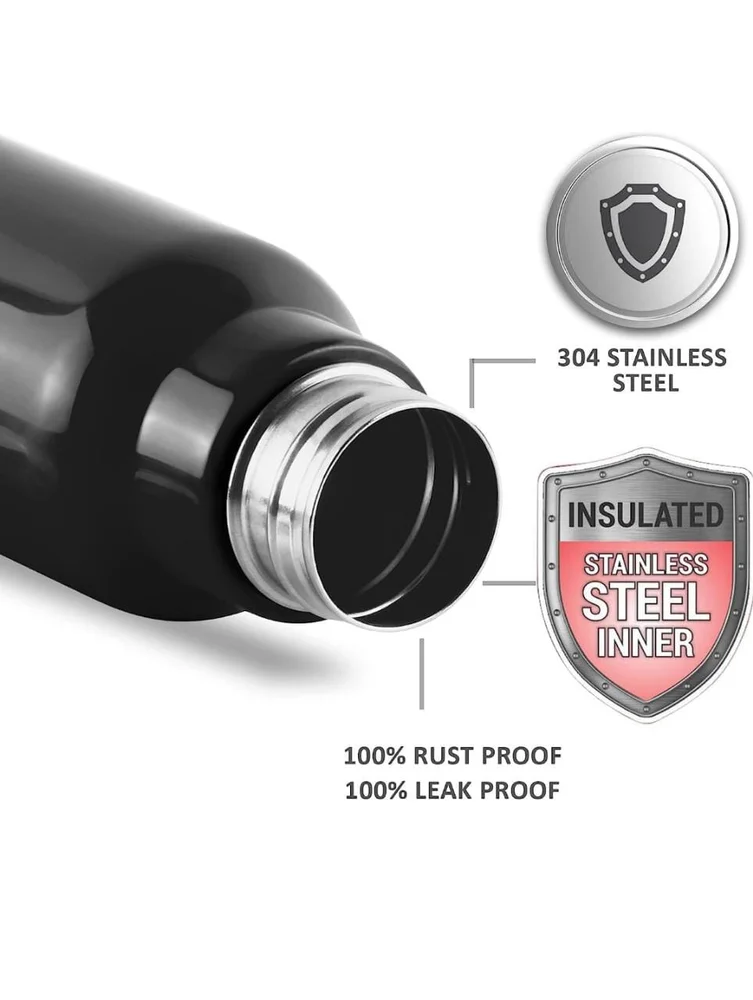 304 STAINLESS
STEEL
INSULATED
STAINLESS
STEEL
INNER
100% RUST PROOF
100% LEAK PROOF